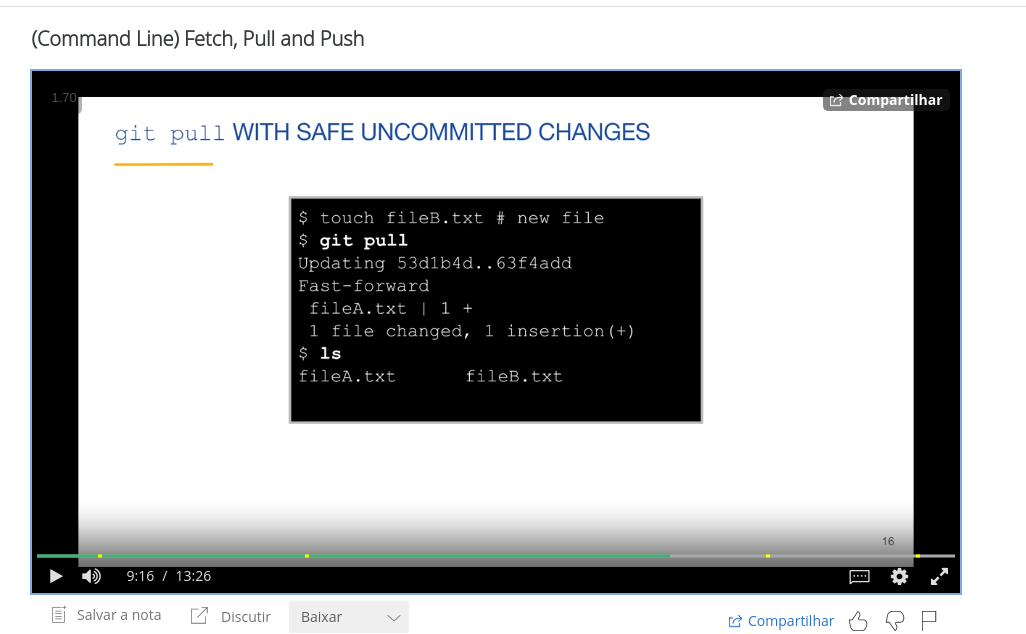 (Command Line) Fetch, Pull and Push
1.70
Compartilhar
git pull WITH SAFE UNCOMMITTED CHANGES
$ touch fileB.txt # new file
$ git pull
Updating 53d1b4d..63f4add
Fast-forward
fileA.txt | 1 +
1 file changed, 1 insertion(+)
$ ls
fileA.txt fileB.txt
16
9:16 / 13:26
Salvar a nota
Discutir
Baixar
Compartilhar